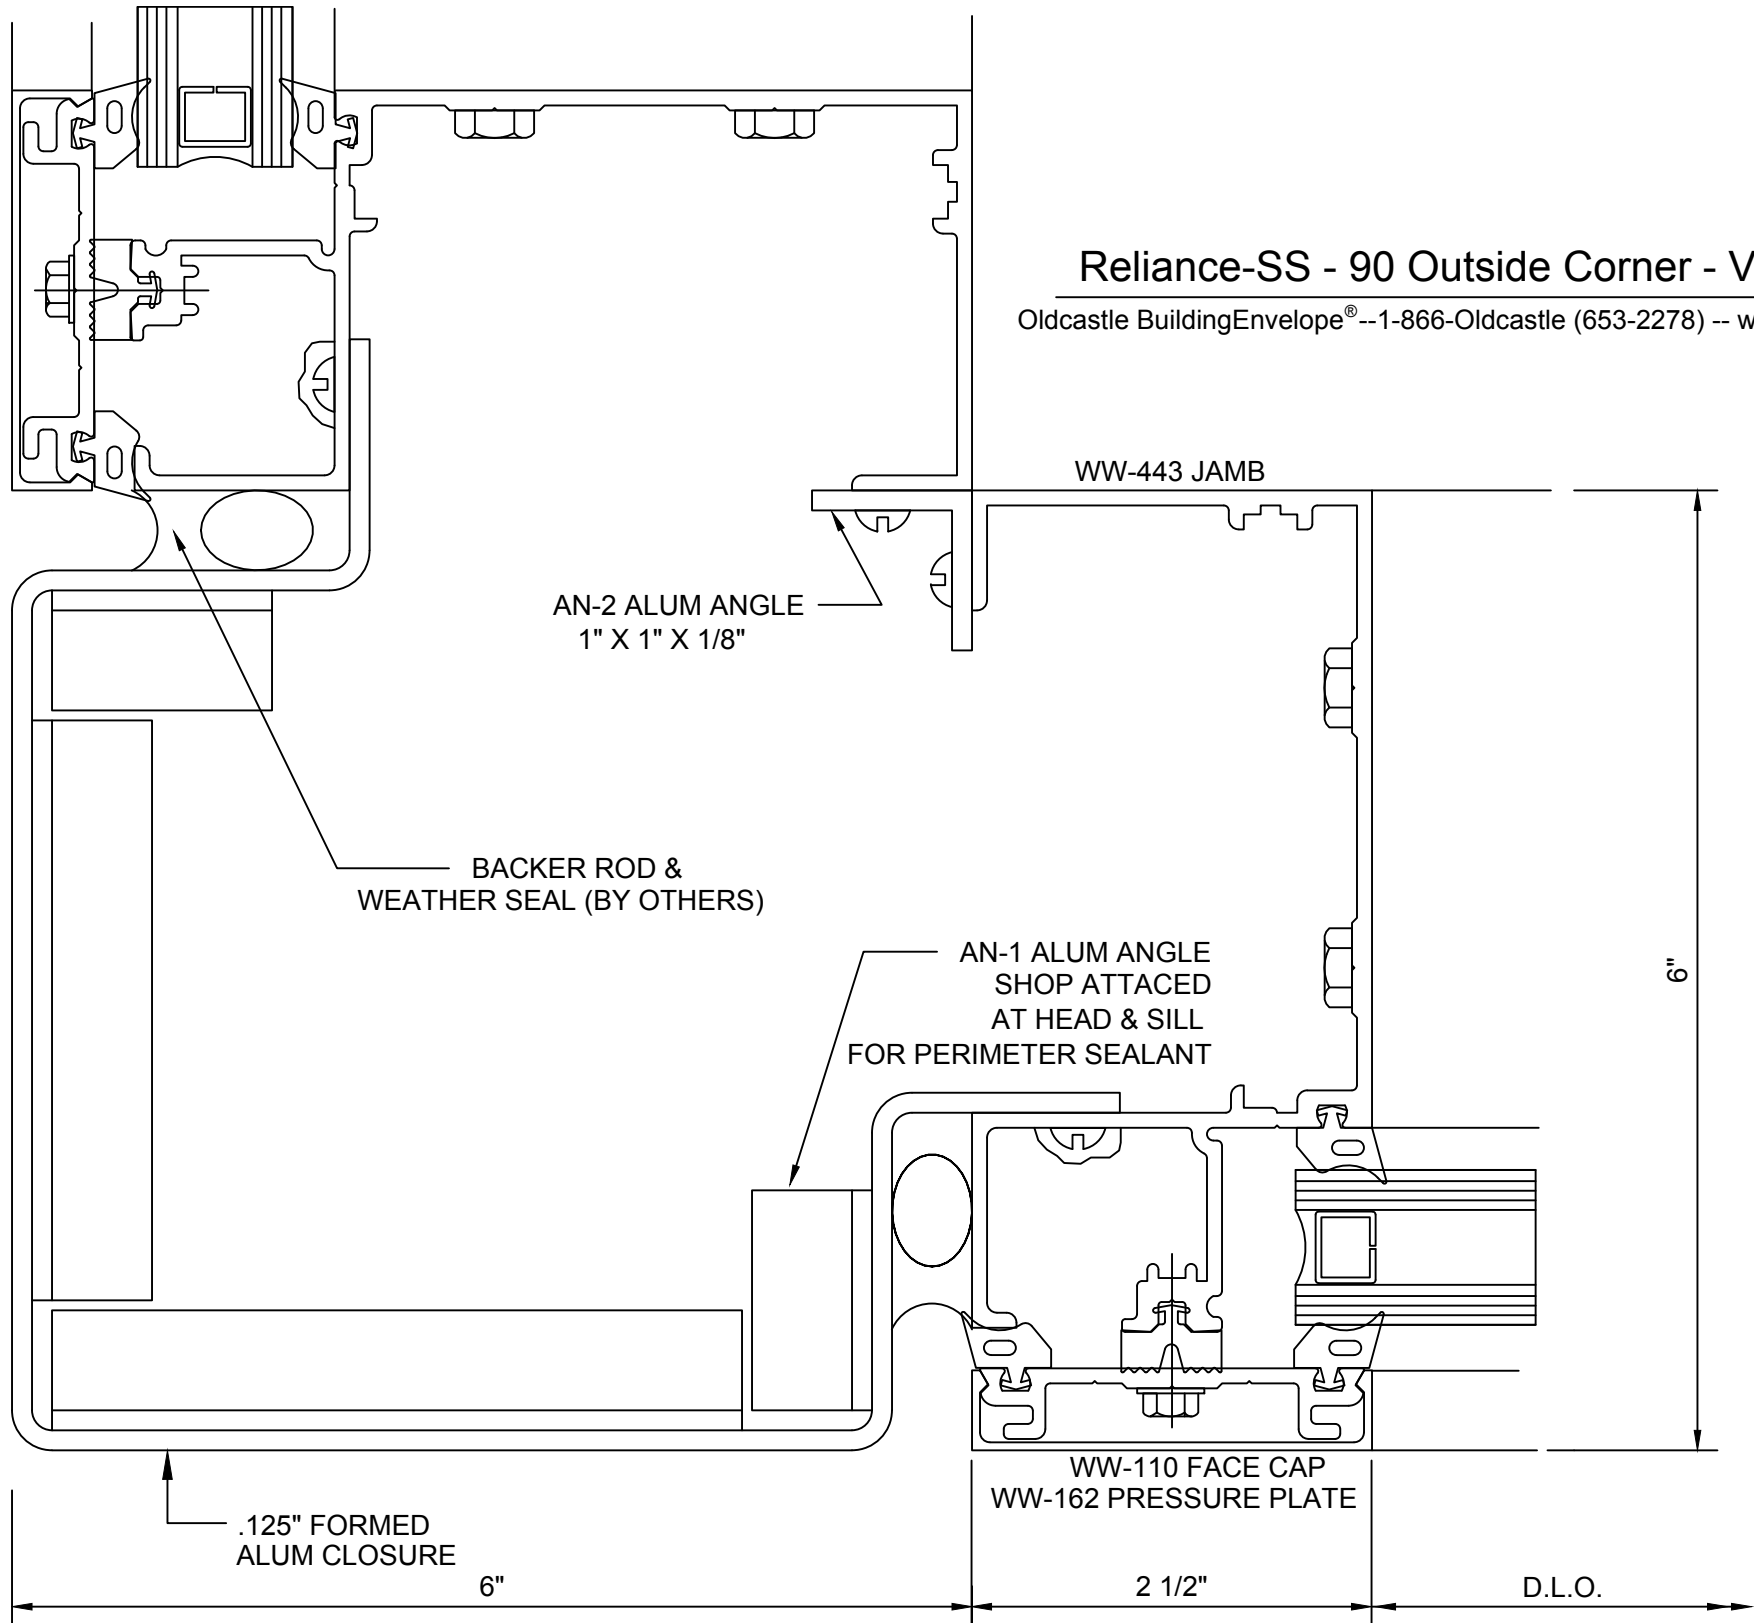 Reliance-SS - 90 Outside Corner - V
Oldcastle BuildingEnvelope®--1-866-Oldcastle (653-2278) -- w
WW-443 JAMB
AN-2 ALUM ANGLE
1" X 1" X 1/8"
BACKER ROD &
WEATHER SEAL (BY OTHERS)
AN-1 ALUM ANGLE
SHOP ATTACED
AT HEAD & SILL
FOR PERIMETER SEALANT
6"
WW-110 FACE CAP
WW-162 PRESSURE PLATE
.125" FORMED
ALUM CLOSURE
6"
2 1/2"
D.L.O.